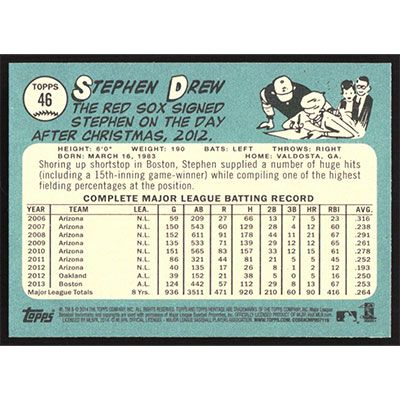 TOPPS
46
STEPHEN DREW
THE RED SOX SIGNED
STEPHEN ON THE DAY
AFTER CHRISTMAS, 2012.
HEIGHT: 6'0" WEIGHT: 190 BATS: LEFT THROWS: RIGHT
BORN: MARCH 16, 1983 HOME: VALDOSTA, GA.
Shoring up shortstop in Boston, Stephen supplied a number of huge hits
(including a 15th-inning game-winner) while compiling one of the highest
fielding percentages at the position.
COMPLETE MAJOR LEAGUE BATTING RECORD
YEAR TEAM LEA. G AB R H 2B 3B HR RBI AVG.
2006 Arizona N.L. 59 209 27 66 13 7 5 23 .316
2007 Arizona N.L. 150 543 60 129 28 4 12 60 .238
2008 Arizona N.L. 152 611 91 178 44 11 21 67 .291
2009 Arizona N.L. 135 533 71 139 29 12 12 65 .261
2010 Arizona N.L. 151 565 83 157 33 12 15 61 .278
2011 Arizona N.L. 86 321 44 81 21 5 5 45 .252
2012 Arizona N.L. 40 135 17 26 8 1 2 12 .193
2012 Oakland A.L. 39 152 21 38 5 0 5 16 .250
2013 Boston A.L. 124 442 57 112 29 8 13 67 .253
Major League Totals 8 Yrs. 936 3511 471 926 210 60 90 416 .264
Topps